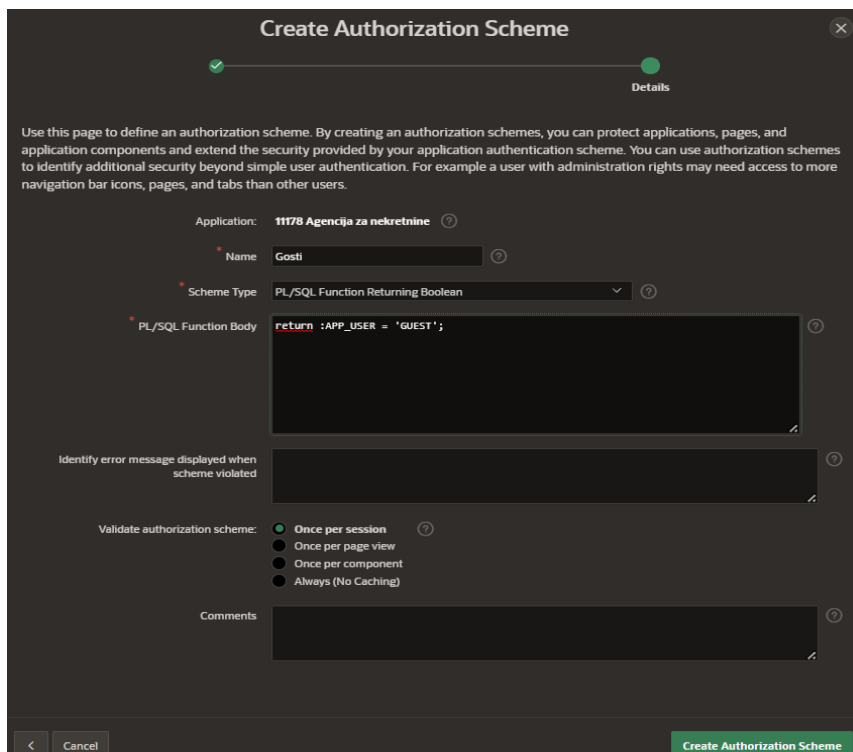 Create Authorization Scheme
Details
Use this page to define an authorization scheme. By creating an authorization schemes, you can protect applications, pages, and
application components and extend the security provided by your application authentication scheme. You can use authorization schemes
to identify additional security beyond simple user authentication. For example a user with administration rights may need access to more
navigation bar icons, pages, and tabs than other users.
Application: 11178 Agencija za nekretnine ?
* Name Gosti ?
* Scheme Type PL/SQL Function Returning Boolean ?
* PL/SQL Function Body return :APP_USER = 'GUEST'; ?
Identify error message displayed when
scheme violated ?
Validate authorization scheme: Once per session ?
Once per page view
Once per component
Always (No Caching)
Comments ?
< Cancel Create Authorization Scheme